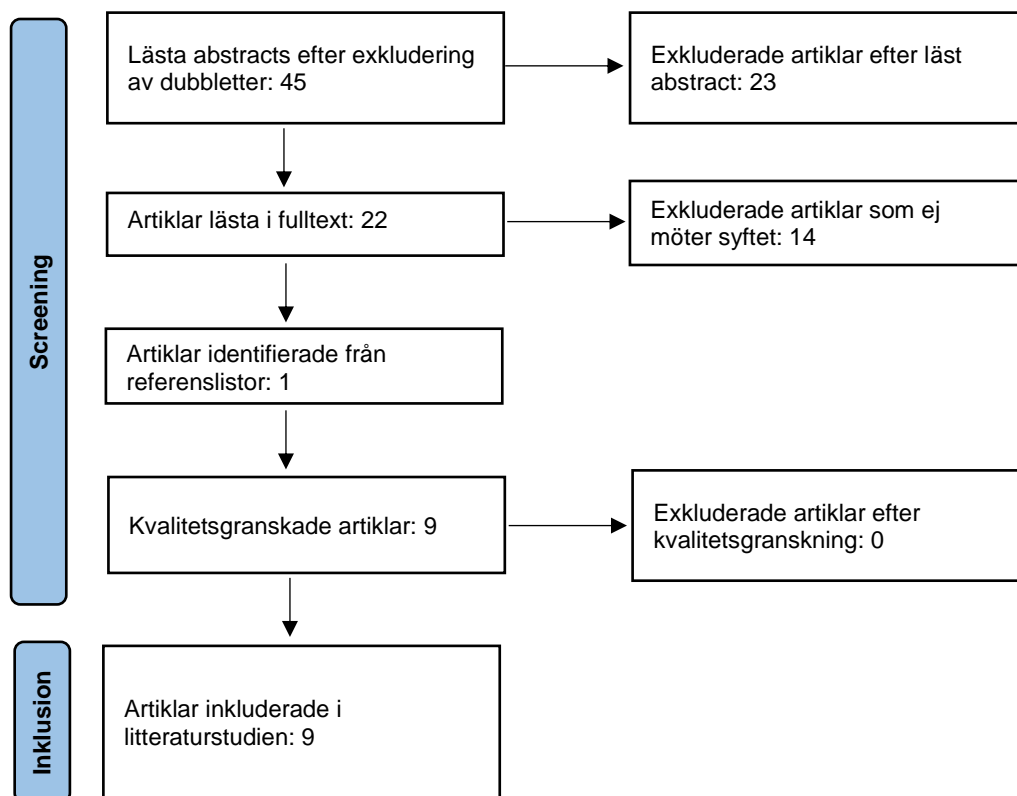 Screening
Lästa abstracts efter exkludering
av dubbletter: 45
Exkluderade artiklar efter läst
abstract: 23
Artiklar lästa i fulltext: 22
Exkluderade artiklar som ej
möter syftet: 14
Artiklar identifierade från
referenslistor: 1
Kvalitetsgranskade artiklar: 9
Exkluderade artiklar efter
kvalitetsgranskning: 0
Inklusion
Artiklar inkluderade i
litteraturstudien: 9